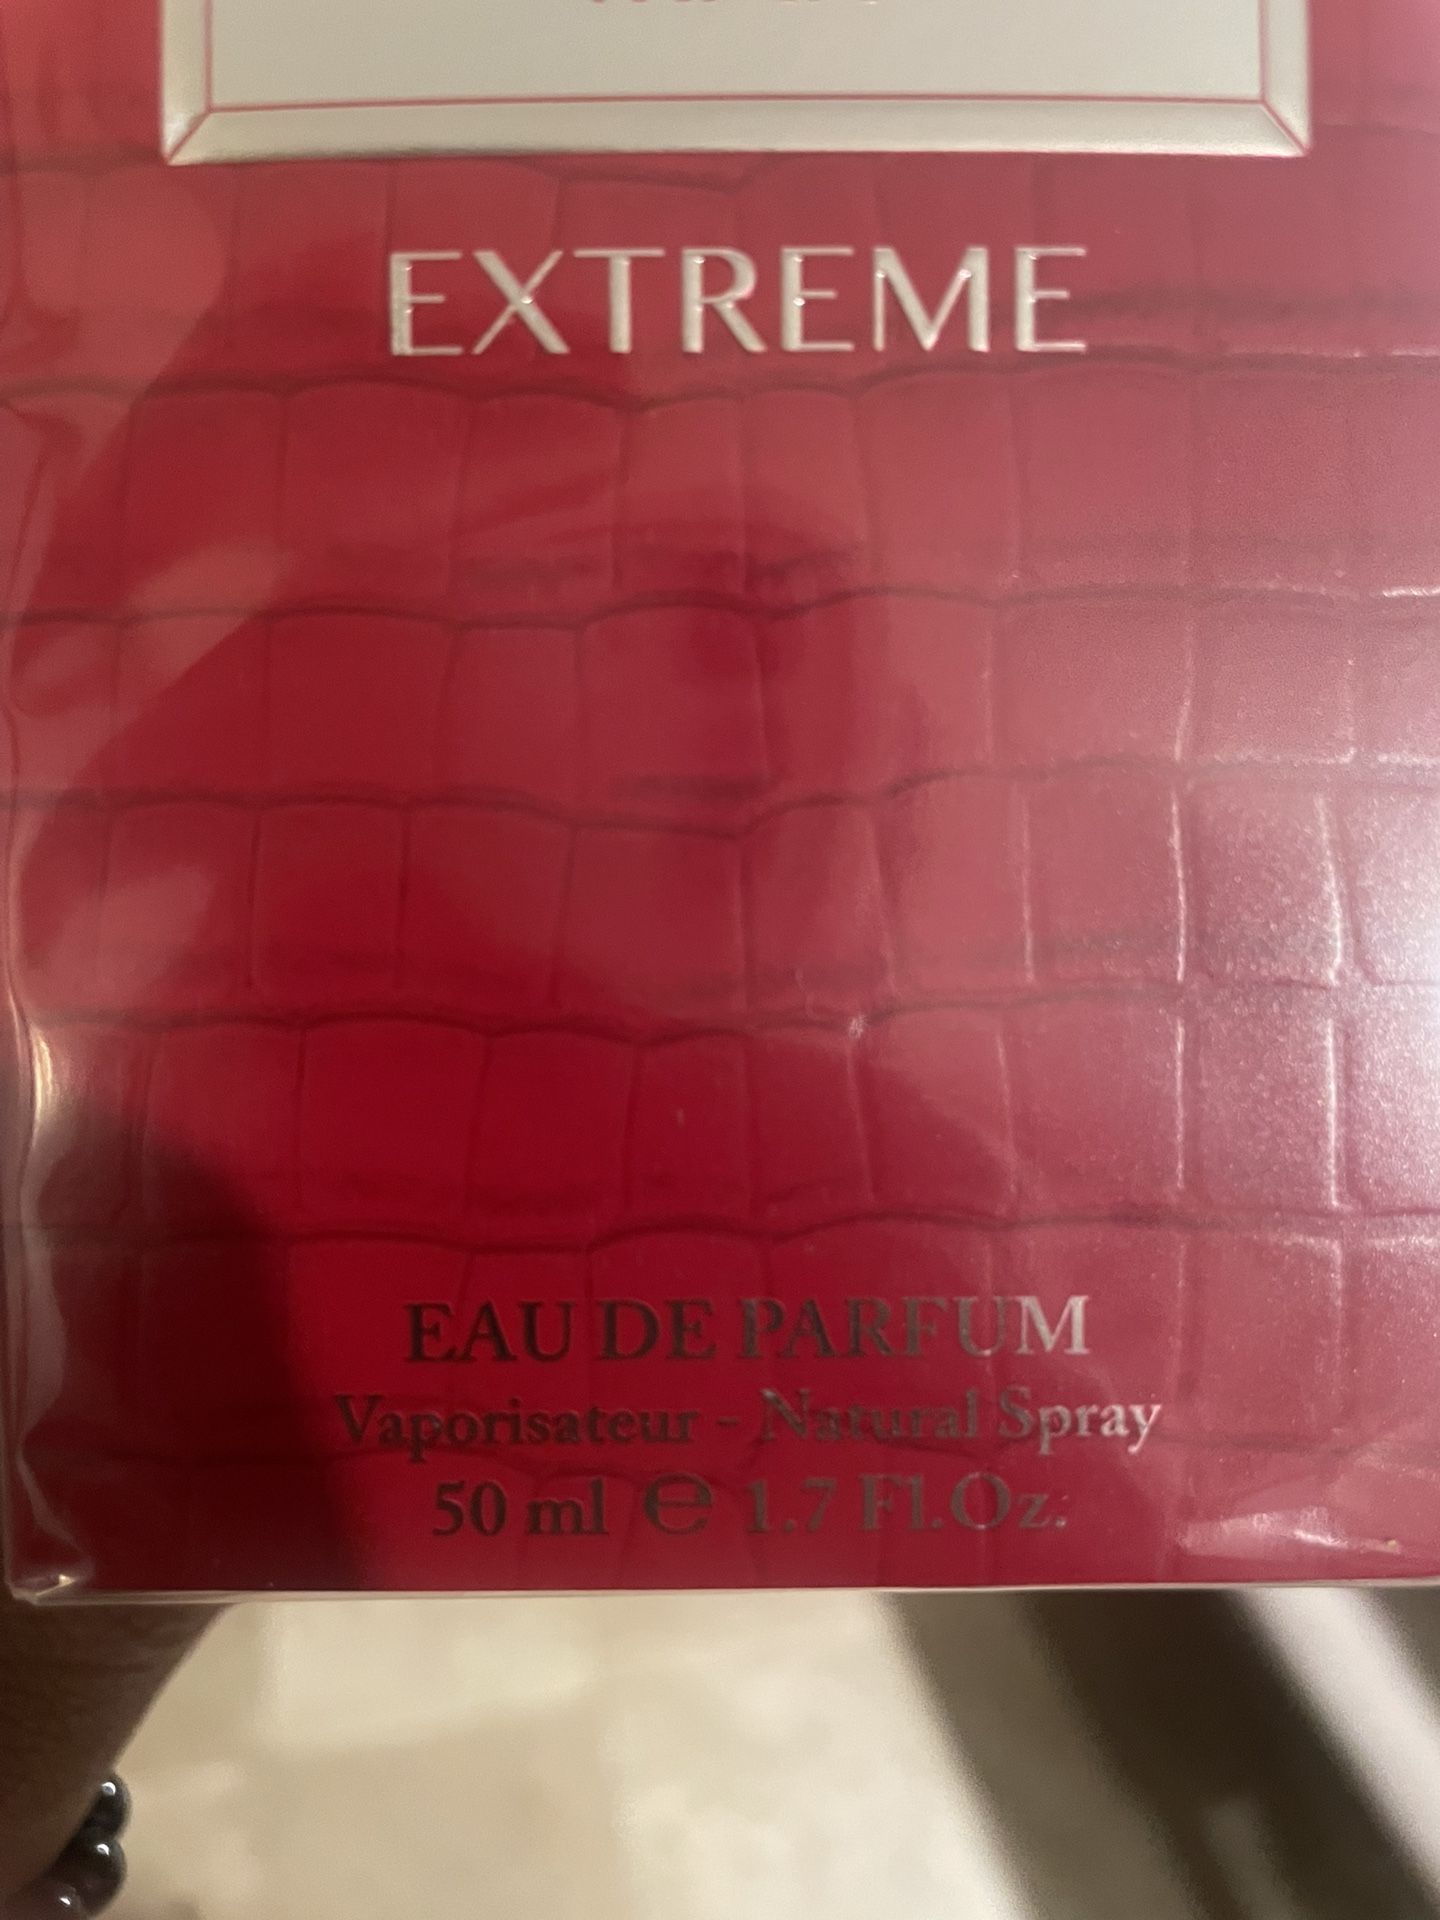 EXTREME
EAU DE PARFUM
Vaporisateur - Natural Spray
50 ml ℮ 1.7 Fl.Oz.